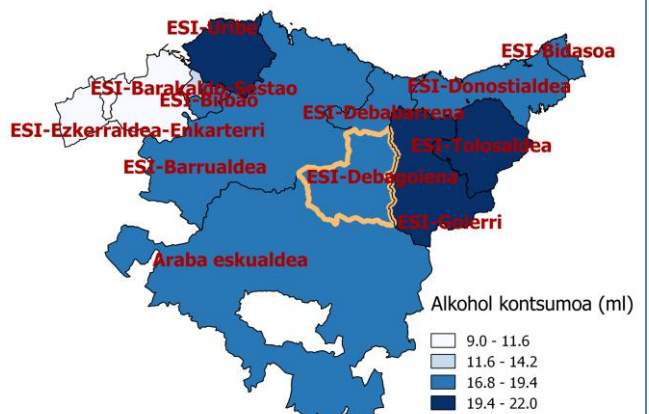 ESI-Uribe
ESI-Bidasoa
ESI-Barakaldo-Sestao
ESI-Donostialdea
ESI-Bilbao
ESI-Debabarrena
ESI-Ezkerraldea-Enkarterri
ESI-Tolosaldea
ESI-Barrualdea
ESI-Debagoiena
ESI-Goierri
Araba eskualdea
Alkohol kontsumoa (ml)
9.0 - 11.6
11.6 - 14.2
16.8 - 19.4
19.4 - 22.0